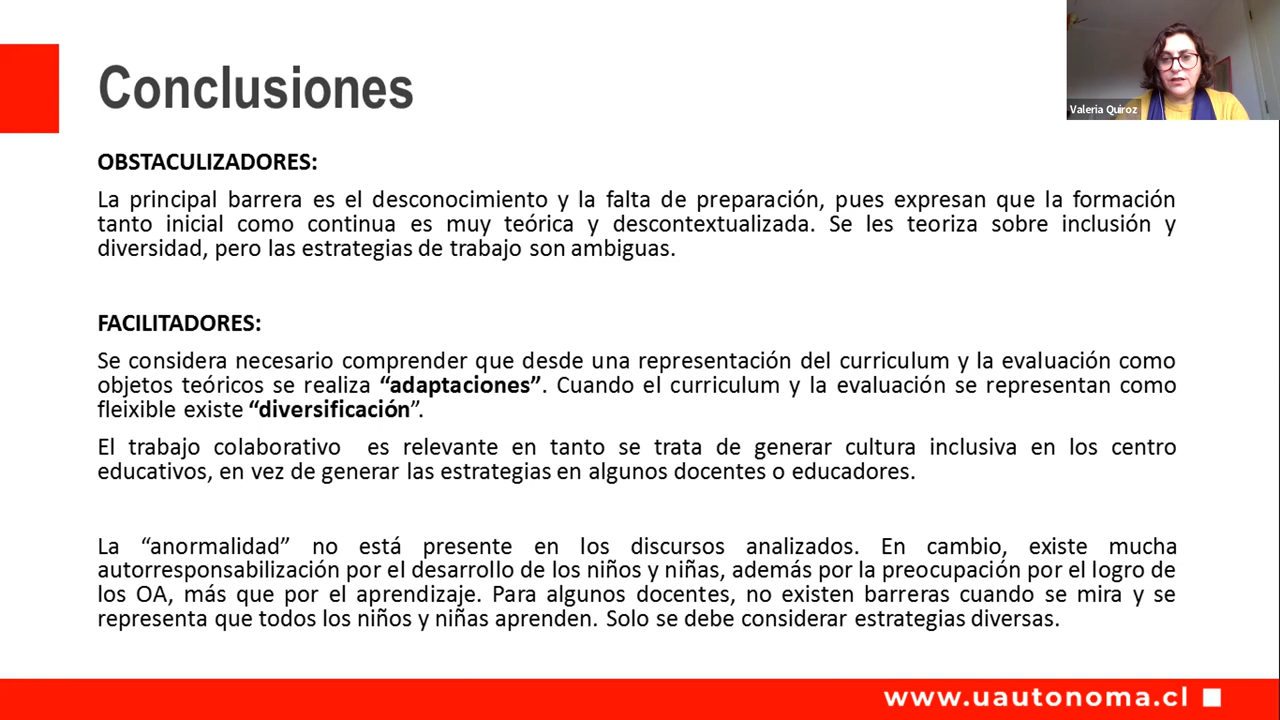 Conclusiones
Valeria Quiroz
OBSTACULIZADORES:
La principal barrera es el desconocimiento y la falta de preparación, pues expresan que la formación
tanto inicial como continua es muy teórica y descontextualizada. Se les teoriza sobre inclusión y
diversidad, pero las estrategias de trabajo son ambiguas.
FACILITADORES:
Se considera necesario comprender que desde una representación del curriculum y la evaluación como
objetos teóricos se realiza “adaptaciones”. Cuando el curriculum y la evaluación se representan como
fleixible existe “diversificación”.
El trabajo colaborativo es relevante en tanto se trata de generar cultura inclusiva en los centro
educativos, en vez de generar las estrategias en algunos docentes o educadores.
La “anormalidad” no está presente en los discursos analizados. En cambio, existe mucha
autorresponsabilización por el desarrollo de los niños y niñas, además por la preocupación por el logro de
los OA, más que por el aprendizaje. Para algunos docentes, no existen barreras cuando se mira y se
representa que todos los niños y niñas aprenden. Solo se debe considerar estrategias diversas.
www.uautonoma.cl